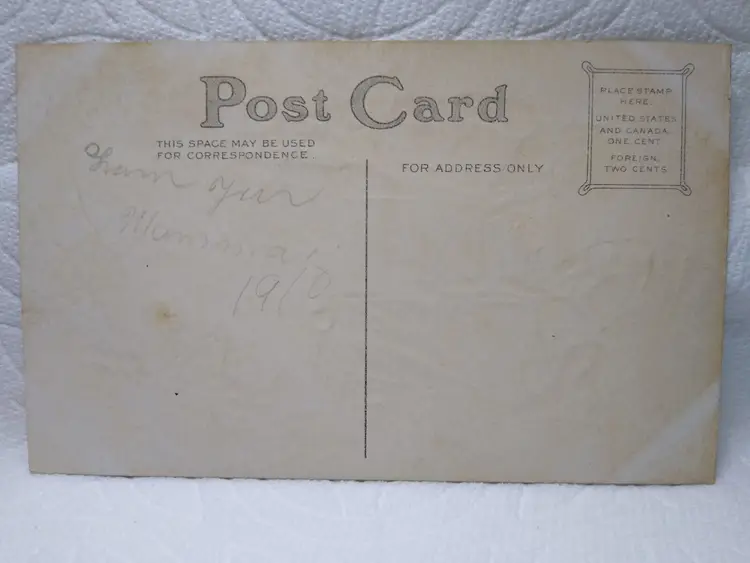 Post Card
THIS SPACE MAY BE USED
FOR CORRESPONDENCE
FOR ADDRESS ONLY
PLACE STAMP
HERE.
UNITED STATES
AND CANADA,
ONE CENT
FOREIGN,
TWO CENTS
1910